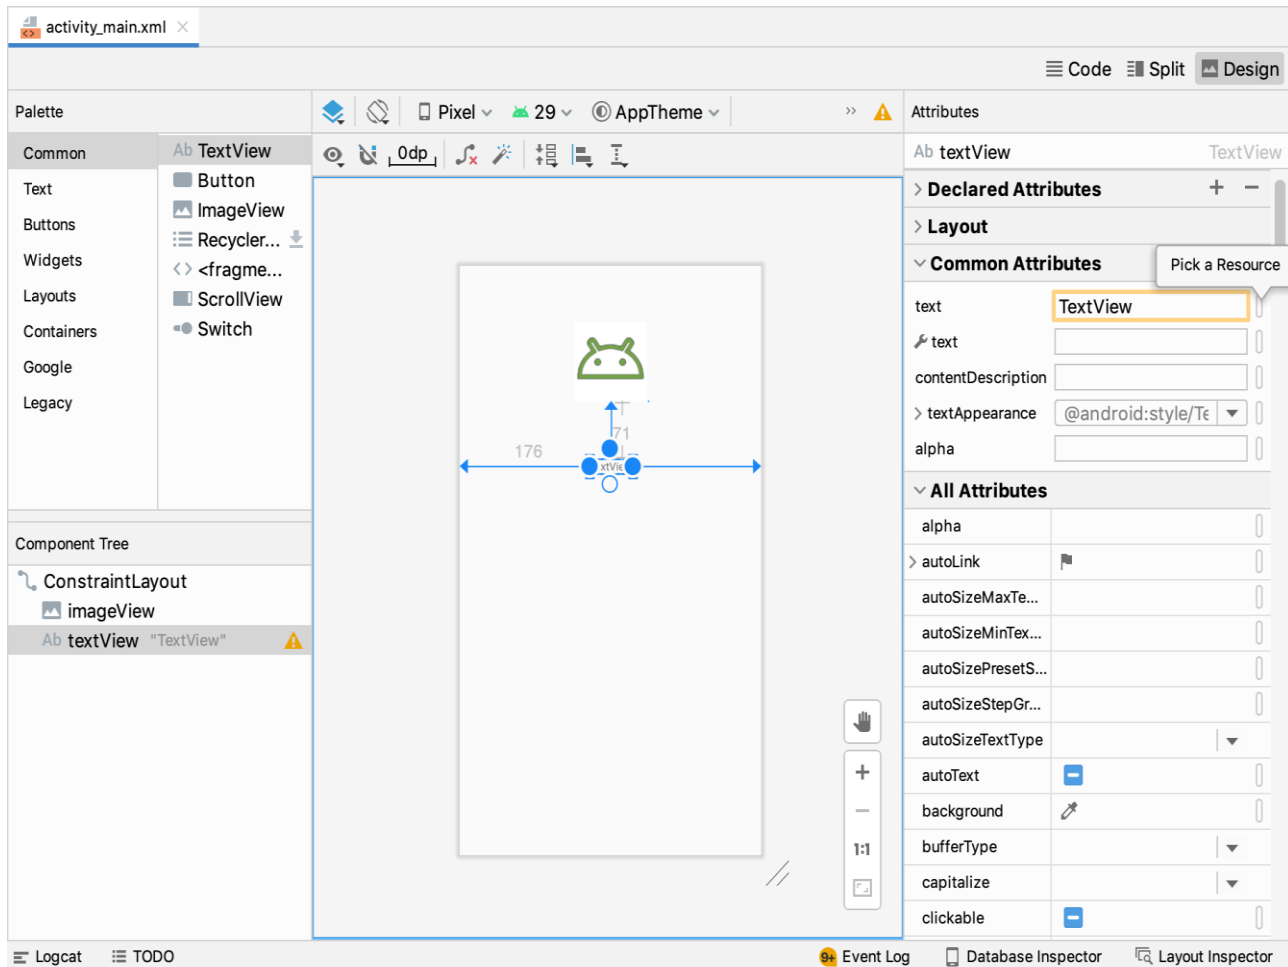 activity_main.xml
Code Split Design
Palette
Pixel 29 AppTheme
Attributes
Common
Text
Buttons
Widgets
Layouts
Containers
Google
Legacy
Ab TextView
Button
ImageView
Recycler...
<fragme...
ScrollView
Switch
0dp
176
71
xtVie
Component Tree
ConstraintLayout
imageView
Ab textView "TextView"
1:1
Ab textView TextView
Declared Attributes
Layout
Common Attributes
Pick a Resource
text TextView
text
contentDescription
textAppearance @android:style/Te
alpha
All Attributes
alpha
autoLink
autoSizeMaxTe...
autoSizeMinTex...
autoSizePresetS...
autoSizeStepGr...
autoSizeTextType
autoText
background
bufferType
capitalize
clickable
Logcat TODO 9+ Event Log Database Inspector Layout Inspector